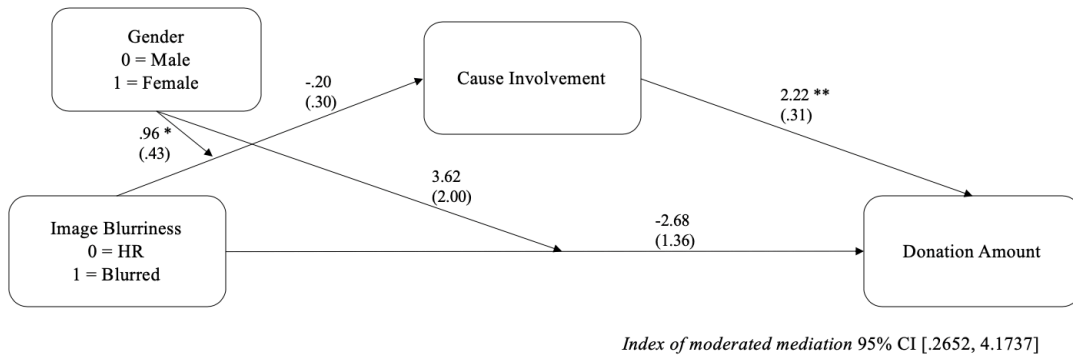 Gender
0 = Male
1 = Female
Cause Involvement
-.20
(.30)
2.22 **
(.31)
.96 *
(.43)
3.62
(2.00)
Image Blurriness
0 = HR
1 = Blurred
-2.68
(1.36)
Donation Amount
Index of moderated mediation 95% CI [.2652, 4.1737]